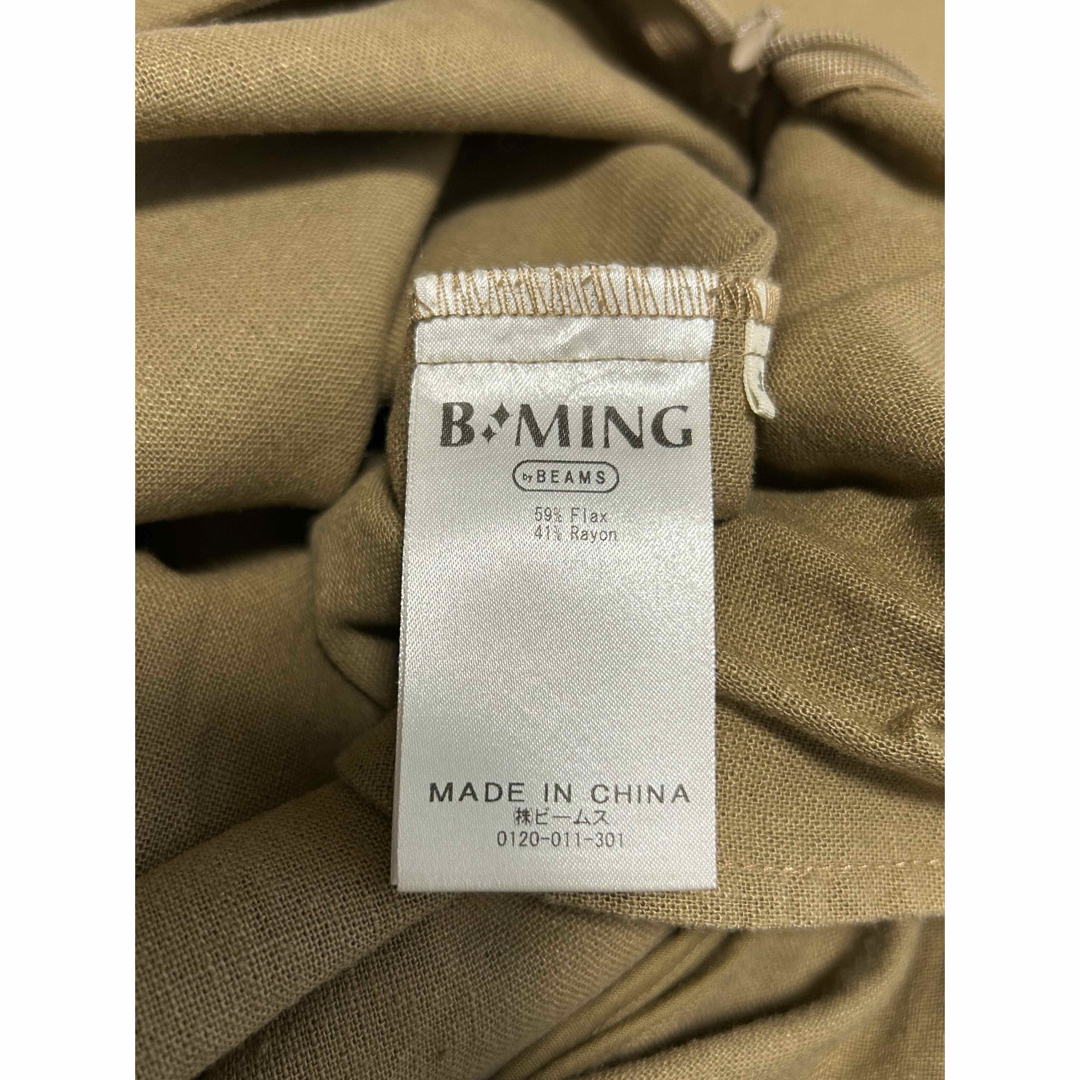 B MING
by BEAMS
59% Flax
41% Rayon
MADE IN CHINA
㈱ビームス
0120-011-301